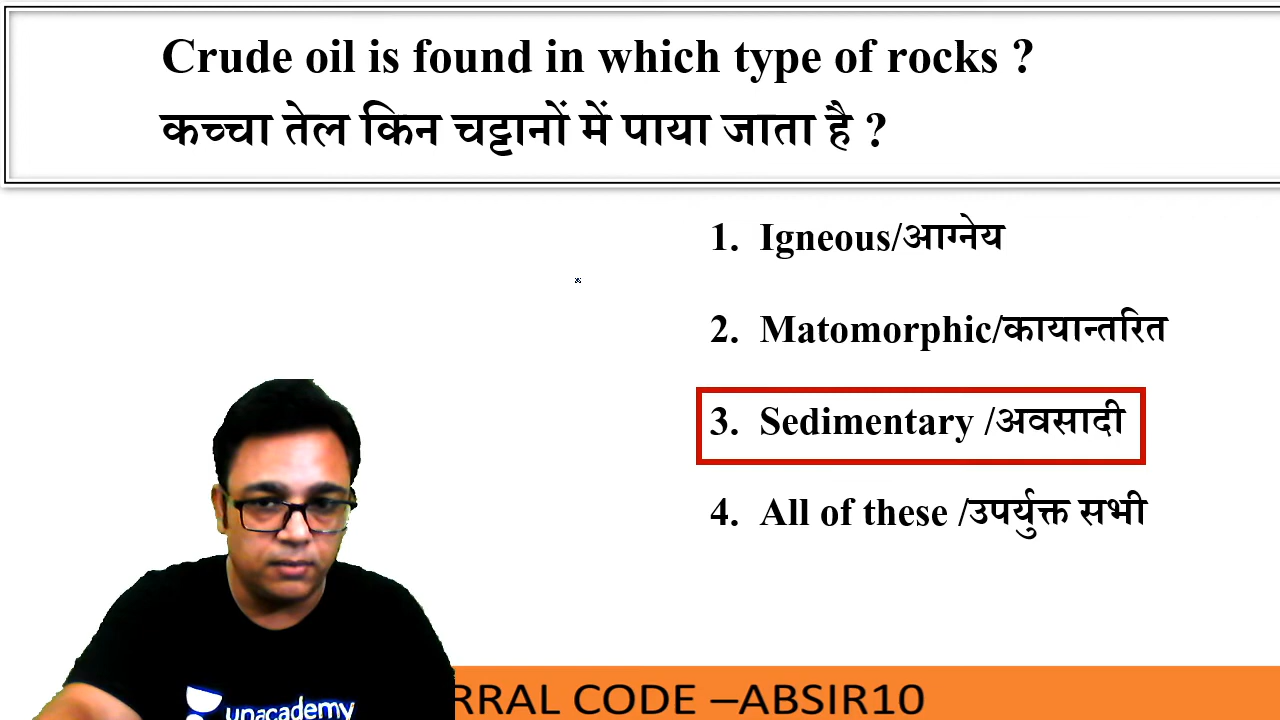 Crude oil is found in which type of rocks ?
कच्चा तेल किन चट्टानों में पाया जाता है ?
1. Igneous/आग्नेय
2. Matomorphic/कायान्तरित
3. Sedimentary /अवसादी
4. All of these /उपर्युक्त सभी
unacademy
RRAL CODE –ABSIR10